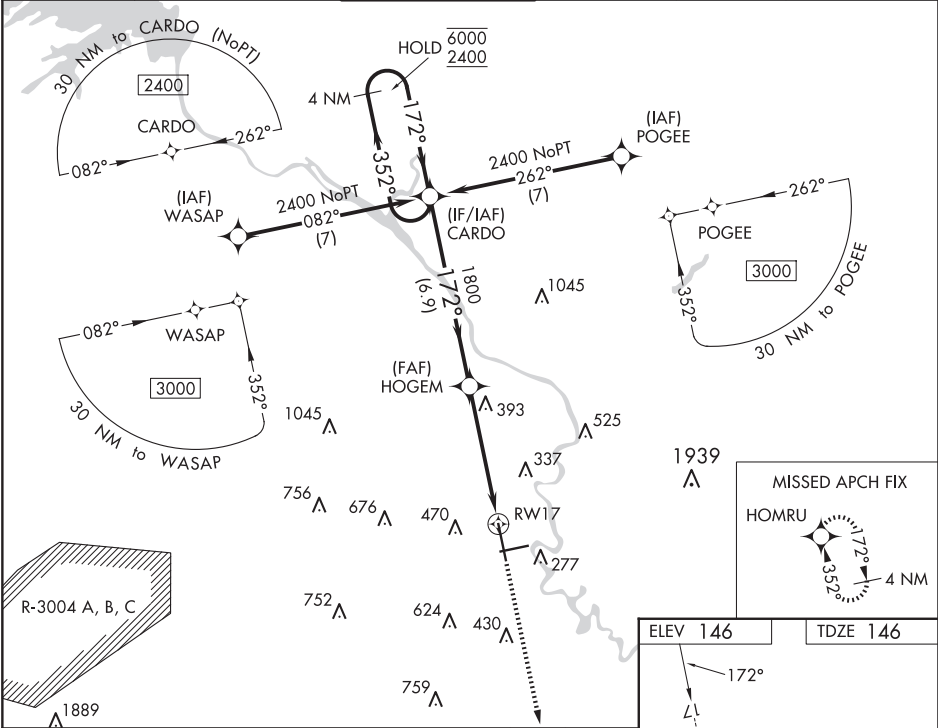 30 NM to CARDO (NoPT)
2400
CARDO
082°
262°
HOLD 6000
2400
4 NM
172°
352°
(IAF)
POGEE
2400 NoPT
262°
(7)
(IAF)
WASAP
2400 NoPT
082°
(7)
(IF/IAF)
CARDO
262°
POGEE
3000
352°
30 NM to POGEE
1800
172°
(6.9)
1045
082°
WASAP
3000
352°
30 NM to WASAP
(FAF)
HOGEM
393
1045
525
337
1939
756
676
470
RW17
277
MISSED APCH FIX
HOMRU
172°
352°
4 NM
R-3004 A, B, C
752
624
430
759
1889
ELEV 146
TDZE 146
172°
17